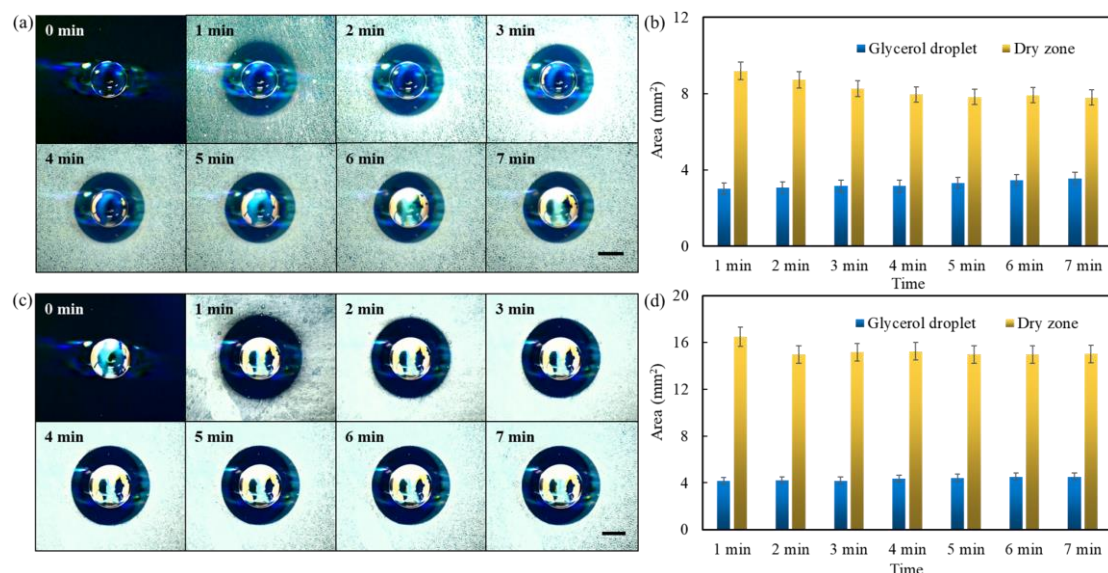 (a)
0 min
1 min
2 min
3 min
4 min
5 min
6 min
7 min
(b)
12
8
4
0
Area (mm²)
Glycerol droplet
Dry zone
1 min 2 min 3 min 4 min 5 min 6 min 7 min
Time
(c)
0 min
1 min
2 min
3 min
4 min
5 min
6 min
7 min
(d)
20
16
12
8
4
0
Area (mm²)
Glycerol droplet
Dry zone
1 min 2 min 3 min 4 min 5 min 6 min 7 min
Time